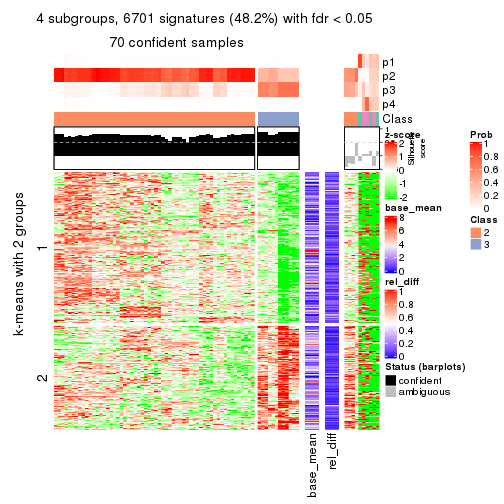 4 subgroups, 6701 signatures (48.2%) with fdr < 0.05
70 confident samples
p1
p2
p3
p4
Class
1
Silhouette
score
z-score
2
1
0
-2
k-means with 2 groups
1
2
base_mean
rel_diff
base_mean
8
6
4
2
0
rel_diff
1
0.8
0.6
0.4
0.2
0
Status (barplots)
confident
ambiguous
Prob
1
0.8
0.6
0.4
0.2
0
Class
2
3